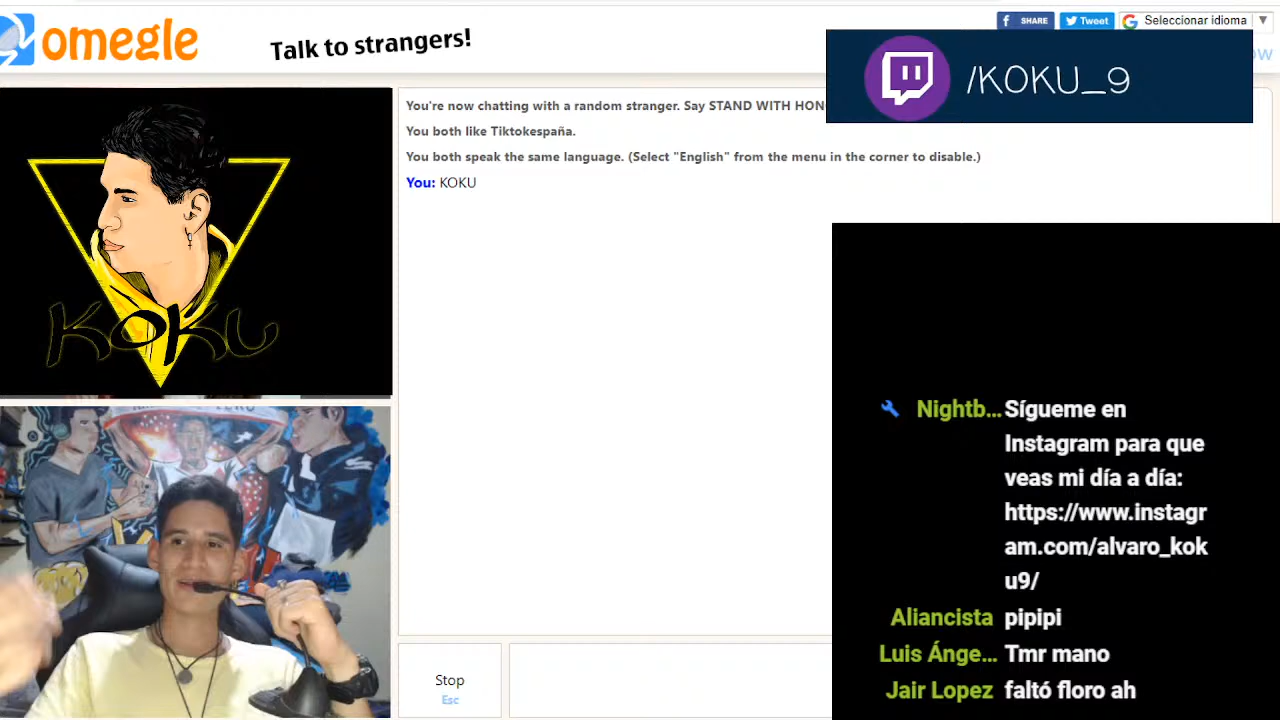 omegle
Talk to strangers!
SHARE
Tweet
Seleccionar idioma
/KOKU_9
You're now chatting with a random stranger. Say STAND WITH HON
You both like Tiktokespaña.
You both speak the same language. (Select "English" from the menu in the corner to disable.)
You: KOKU
KOKU
Nightb... Sígueme en
Instagram para que
veas mi día a día:
https://www.instagr
am.com/alvaro_kok
u9/
Aliancista pipipi
Luis Ánge... Tmr mano
Jair Lopez faltó floro ah
Stop
Esc